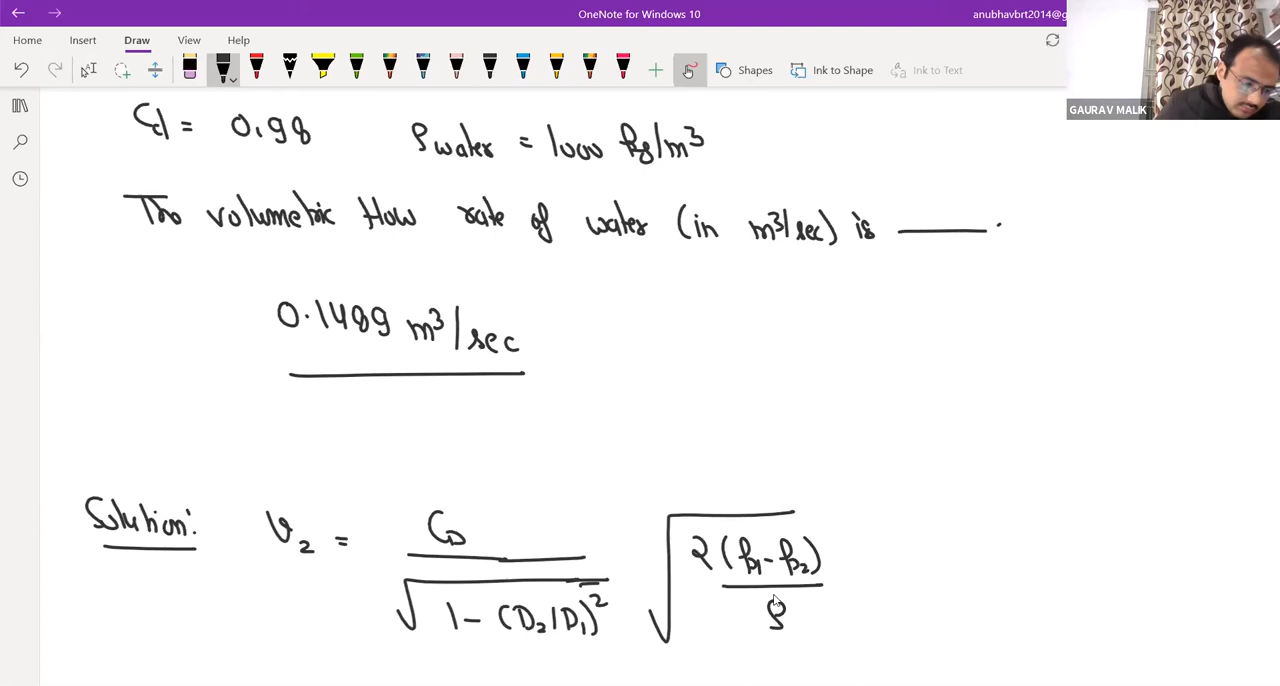 OneNote for Windows 10
anubhavbrt2014@g
Home Insert Draw View Help
Shapes Ink to Shape Ink to Text
GAURAV MALIK
Cd = 0.98 ρwater = 1000 kg/m³
The volumetric flow rate of water (in m³/sec) is ______.
0.1489 m³/sec
Solution: v₂ = C_D / √(1 - (D₂/D₁)²) √(2(p₁-p₂)/ρ)